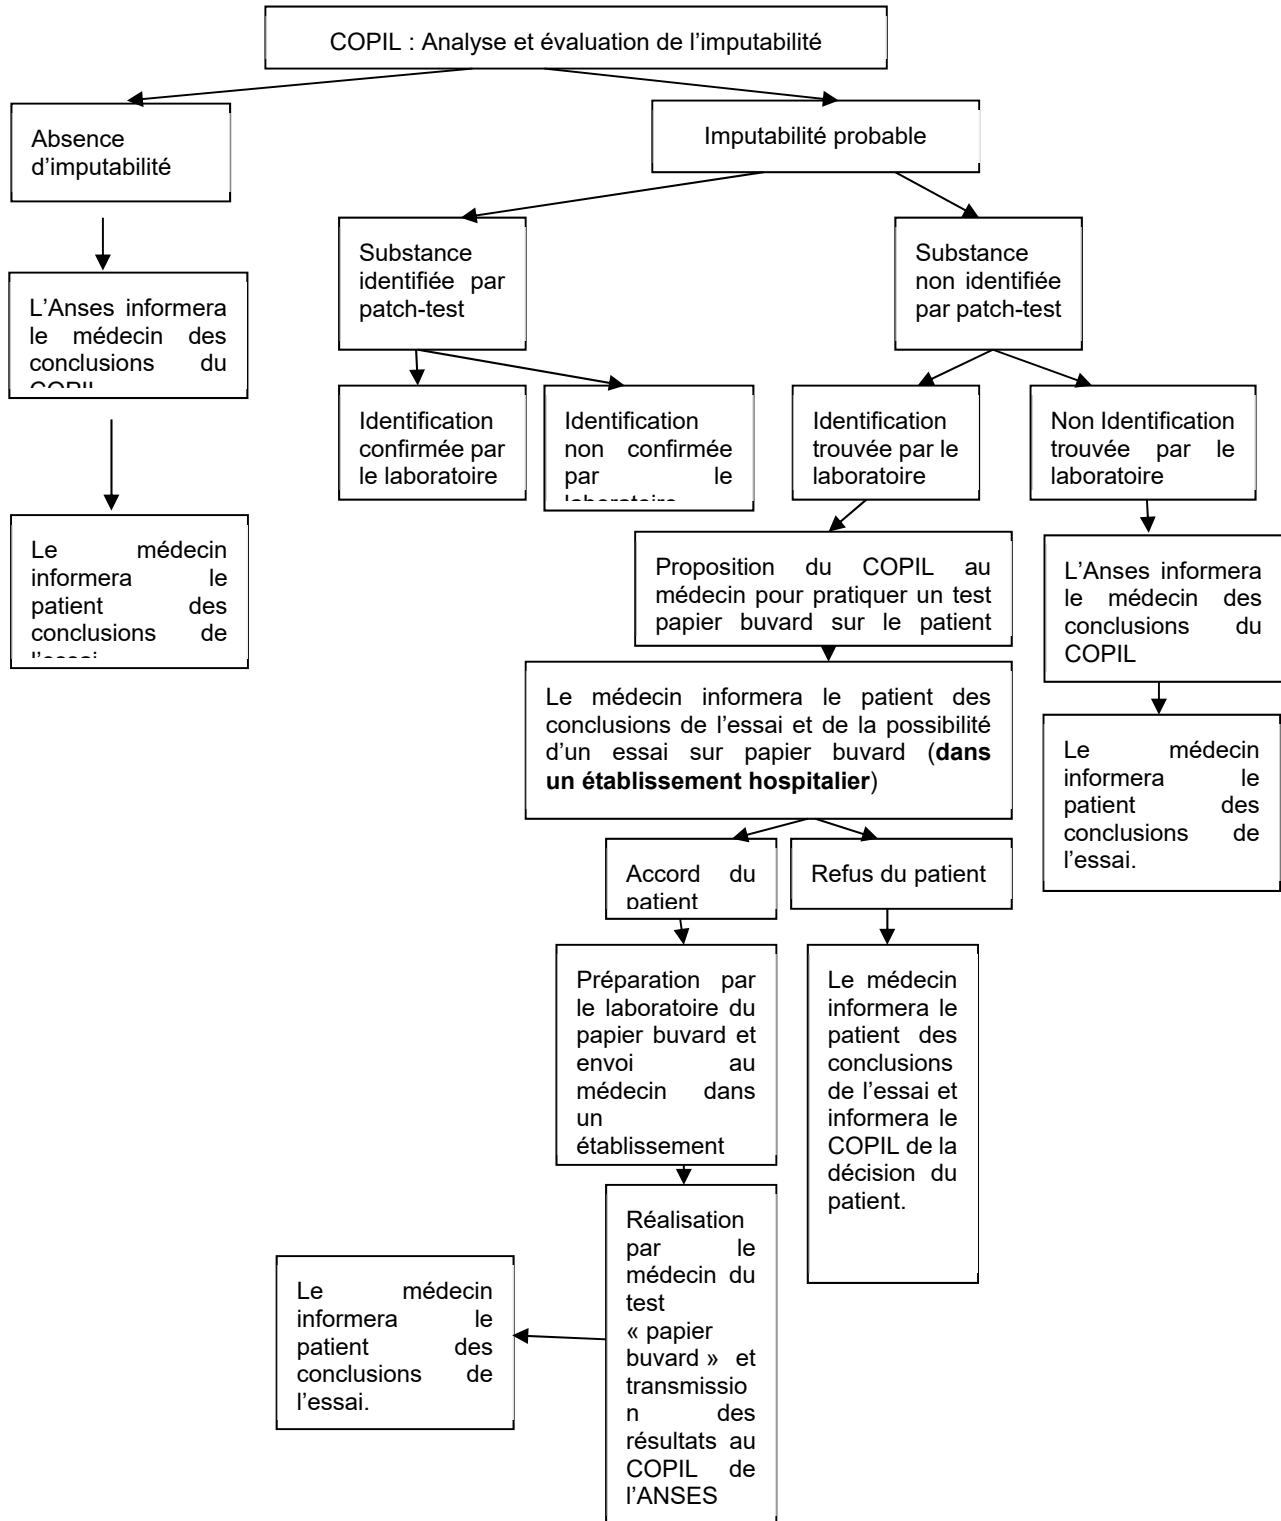 COPIL : Analyse et évaluation de l’imputabilité
Absence
d’imputabilité
Imputabilité probable
L’Anses informera
le médecin des
conclusions du
COPIL
Le médecin
informera le
patient des
conclusions de
l’essai
Substance
identifiée par
patch-test
Substance
non identifiée
par patch-test
Identification
confirmée par
le laboratoire
Identification
non confirmée
par le
laboratoire
Identification
trouvée par le
laboratoire
Non Identification
trouvée par le
laboratoire
Proposition du COPIL au
médecin pour pratiquer un test
papier buvard sur le patient
L’Anses informera
le médecin des
conclusions du
COPIL
Le médecin informera le patient des
conclusions de l’essai et de la possibilité
d’un essai sur papier buvard (dans
un établissement hospitalier)
Le médecin
informera le
patient des
conclusions de
l’essai.
Accord du
patient
Refus du patient
Préparation par
le laboratoire du
papier buvard et
envoi au
médecin dans
un
établissement
Le médecin
informera le
patient des
conclusions
de l’essai et
informera le
COPIL de la
décision du
patient.
Réalisation
par le
médecin du
test
« papier
buvard » et
transmissio
n des
résultats au
COPIL de
l’ANSES
Le médecin
informera le
patient des
conclusions de
l’essai.